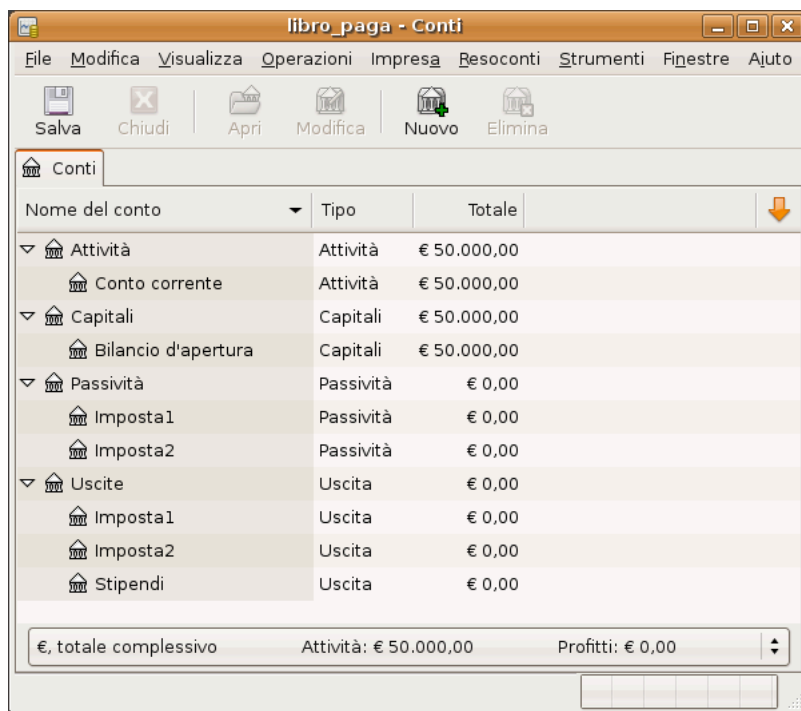 libro_paga - Conti
File Modifica Visualizza Operazioni Impresa Resoconti Strumenti Finestre Aiuto
Salva Chiudi Apri Modifica Nuovo Elimina
Conti
Nome del conto Tipo Totale
Attività Attività € 50.000,00
Conto corrente Attività € 50.000,00
Capitali Capitali € 50.000,00
Bilancio d'apertura Capitali € 50.000,00
Passività Passività € 0,00
Imposta1 Passività € 0,00
Imposta2 Passività € 0,00
Uscite Uscita € 0,00
Imposta1 Uscita € 0,00
Imposta2 Uscita € 0,00
Stipendi Uscita € 0,00
€, totale complessivo Attività: € 50.000,00 Profitti: € 0,00